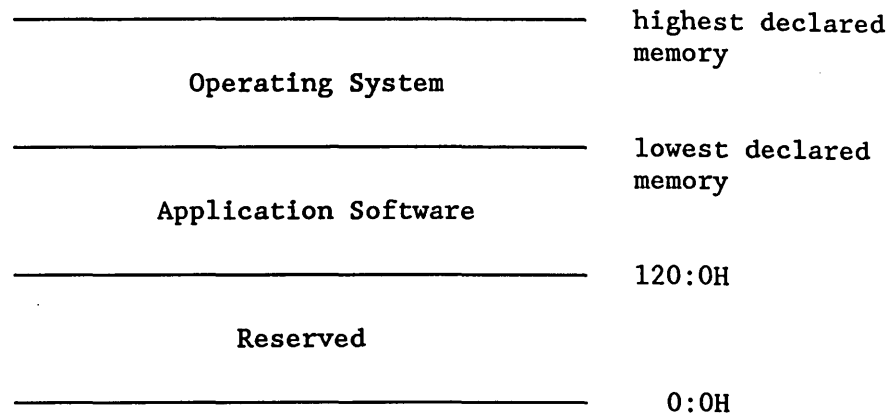 highest declared
memory
Operating System
lowest declared
memory
Application Software
120:0H
Reserved
0:0H